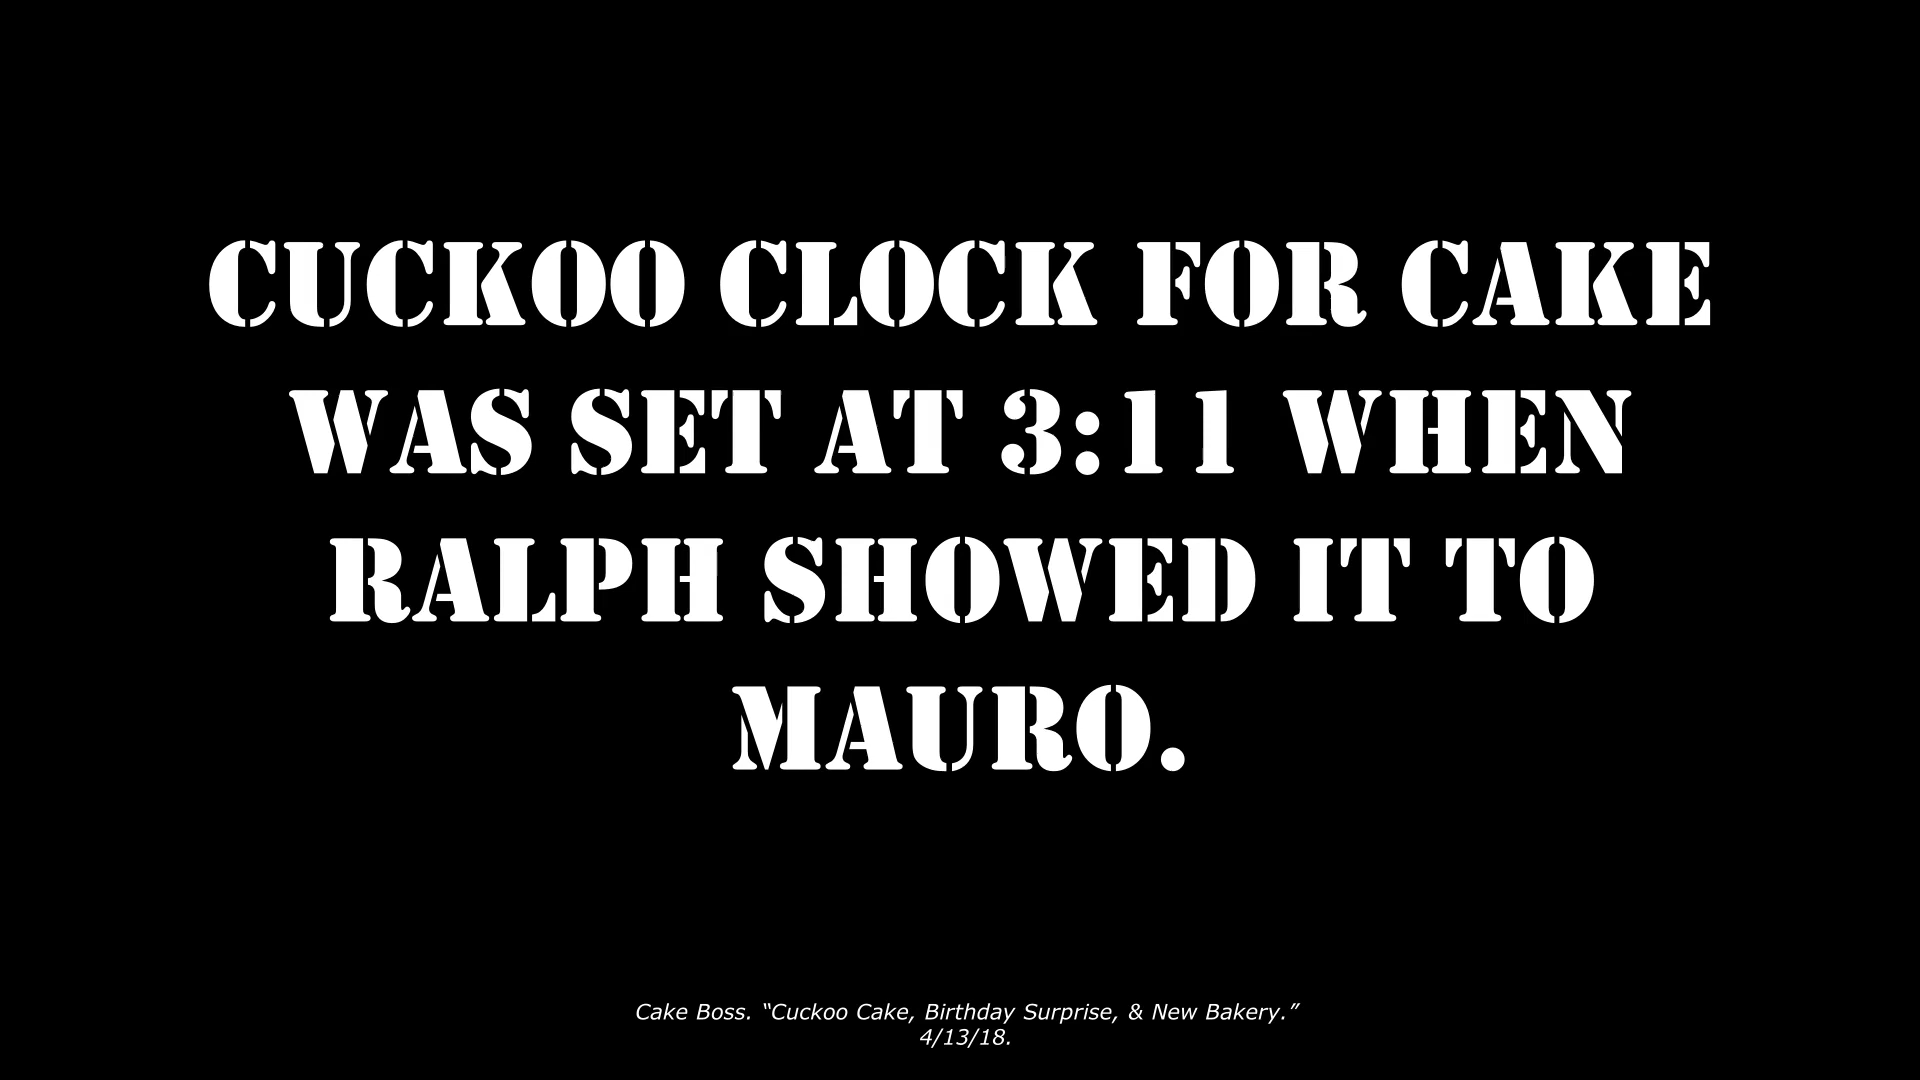 CUCKOO CLOCK FOR CAKE
WAS SET AT 3:11 WHEN
RALPH SHOWED IT TO
MAURO.
Cake Boss. “Cuckoo Cake, Birthday Surprise, & New Bakery.”
4/13/18.